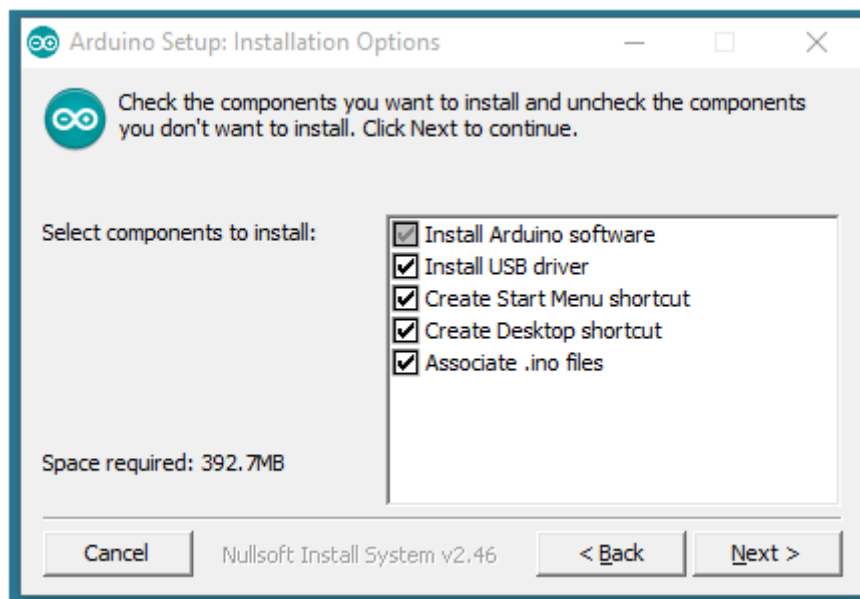 Arduino Setup: Installation Options
Check the components you want to install and uncheck the components
you don't want to install. Click Next to continue.
Select components to install:
Install Arduino software
Install USB driver
Create Start Menu shortcut
Create Desktop shortcut
Associate .ino files
Space required: 392.7MB
Cancel
Nullsoft Install System v2.46
< Back
Next >